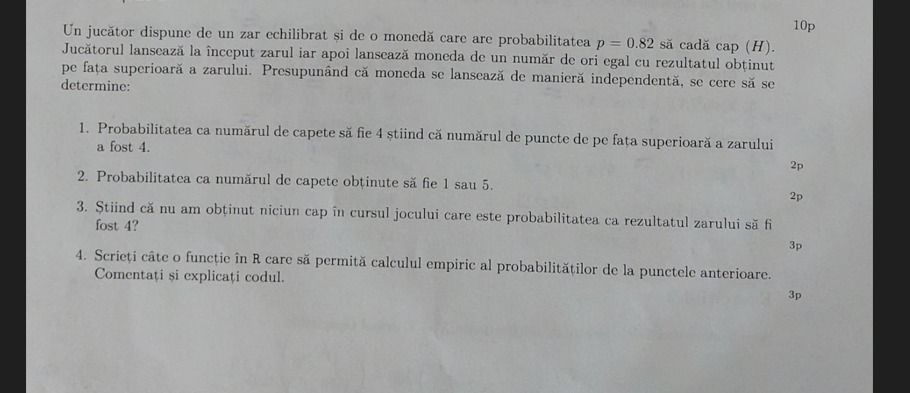 10p
Un jucător dispune de un zar echilibrat și de o monedă care are probabilitatea p = 0.82 să cadă cap (H).
Jucătorul lansează la început zarul iar apoi lansează moneda de un număr de ori egal cu rezultatul obținut
pe fața superioară a zarului. Presupunând că moneda se lansează de manieră independentă, se cere să se
determine:
1. Probabilitatea ca numărul de capete să fie 4 știind că numărul de puncte de pe fața superioară a zarului
a fost 4.
2p
2. Probabilitatea ca numărul de capete obținute să fie 1 sau 5.
2p
3. Știind că nu am obținut niciun cap în cursul jocului care este probabilitatea ca rezultatul zarului să fi
fost 4?
3p
4. Scrieți câte o funcție în R care să permită calculul empiric al probabilităților de la punctele anterioare.
Comentați și explicați codul.
3p